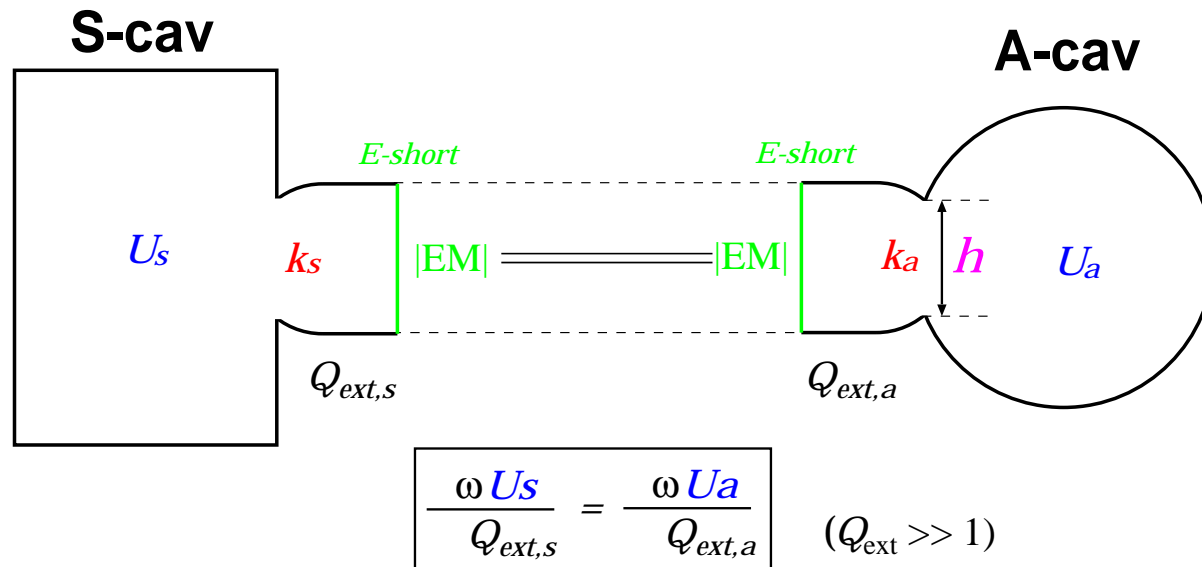 S-cav
A-cav
E-short
E-short
Us
ks
|EM|
|EM|
ka
h
Ua
Qext,s
Qext,a
ωUs / Qext,s = ωUa / Qext,a
(Qext >> 1)